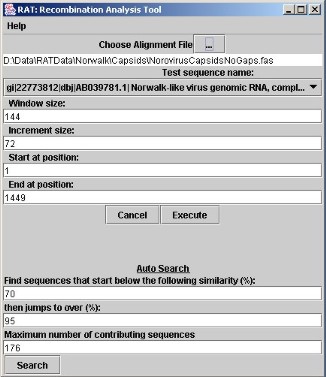 RAT: Recombination Analysis Tool
Help
Choose Alignment File ...
D:\Data\RATData\Norwalk\Capsids\NorovirusCapsidsNoGaps.fas
Test sequence name:
gi|22773812|dbj|AB039781.1| Norwalk-like virus genomic RNA, compl...
Window size:
144
Increment size:
72
Start at position:
1
End at position:
1449
Cancel Execute
Auto Search
Find sequences that start below the following similarity (%):
70
then jumps to over (%):
95
Maximum number of contributing sequences
176
Search